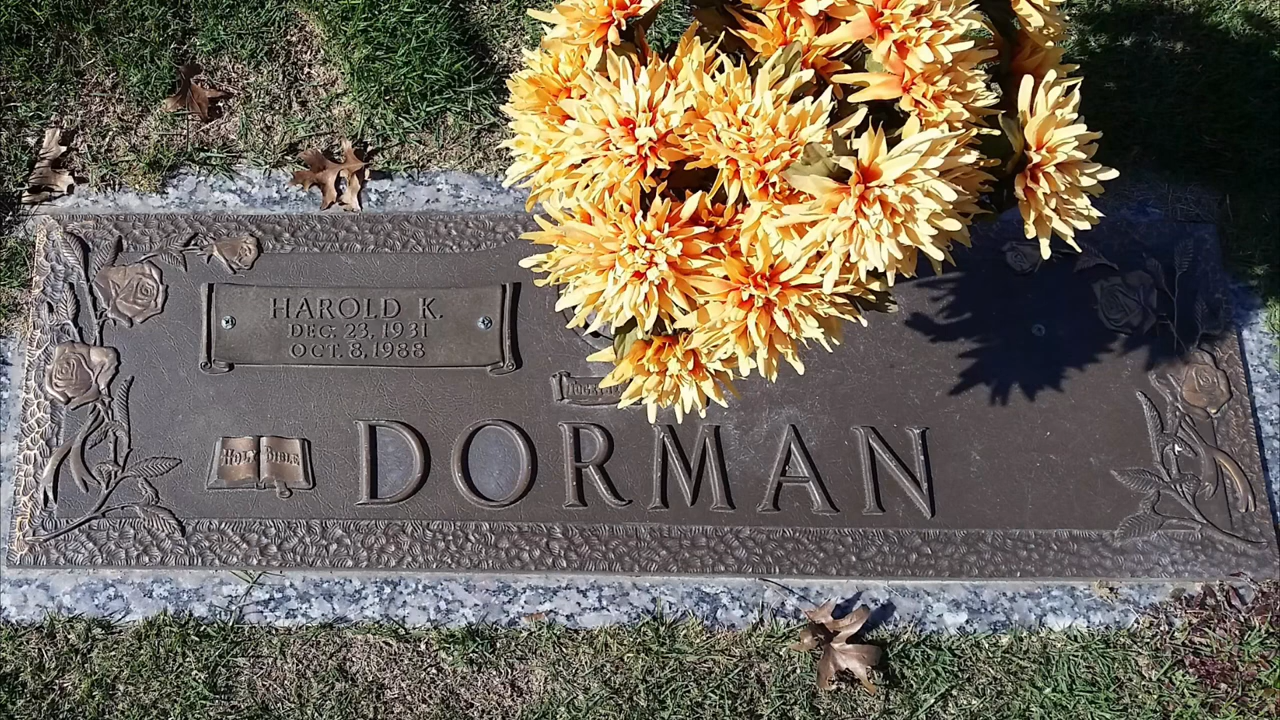 HAROLD K.
DEC. 23, 1931
OCT. 8, 1988
HOLY BIBLE
DORMAN